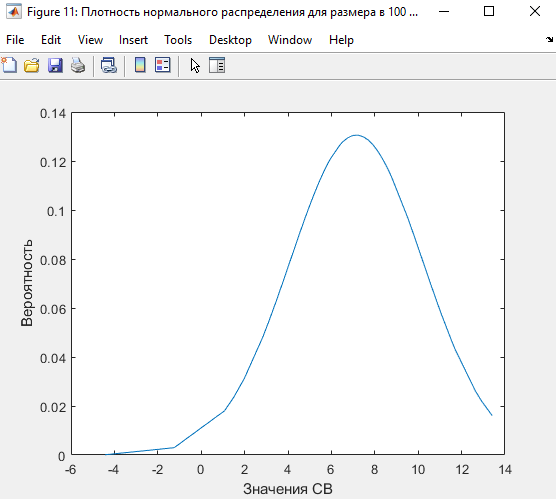 Figure 11: Плотность нормального распределения для размера в 100 ...
File Edit View Insert Tools Desktop Window Help
0.14
0.12
0.1
0.08
0.06
0.04
0.02
0
Вероятность
-6 -4 -2 0 2 4 6 8 10 12 14
Значения СВ